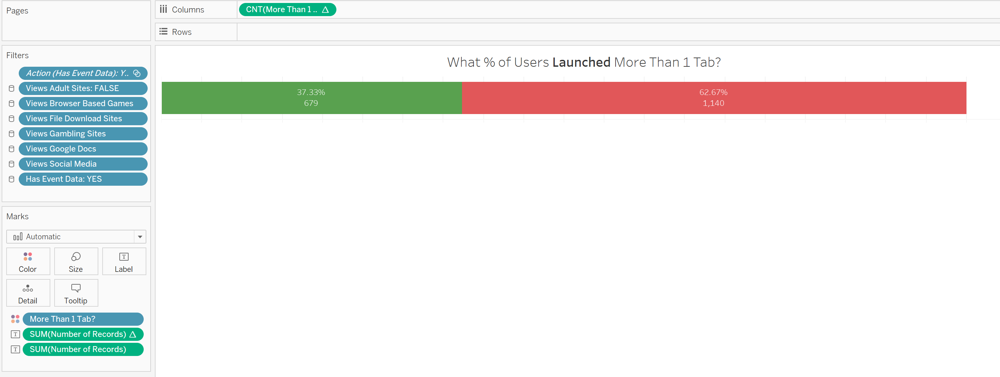 Pages
Columns
CNT(More Than 1 ..
Rows
Filters
Action (Has Event Data): Y..
Views Adult Sites: FALSE
Views Browser Based Games
Views File Download Sites
Views Gambling Sites
Views Google Docs
Views Social Media
Has Event Data: YES
Marks
Automatic
Color
Size
Label
Detail
Tooltip
More Than 1 Tab?
SUM(Number of Records)
SUM(Number of Records)
What % of Users Launched More Than 1 Tab?
37.33%
679
62.67%
1,140